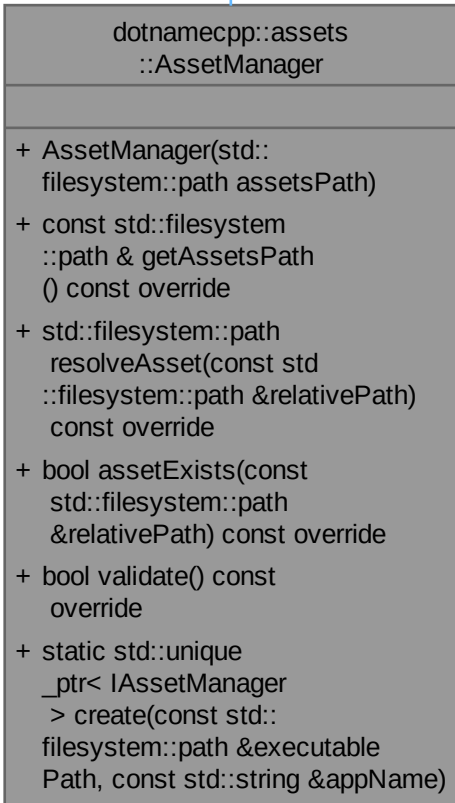 dotnamecpp::assets
::AssetManager
+ AssetManager(std::
filesystem::path assetsPath)
+ const std::filesystem
::path & getAssetsPath
() const override
+ std::filesystem::path
resolveAsset(const std
::filesystem::path &relativePath)
const override
+ bool assetExists(const
std::filesystem::path
&relativePath) const override
+ bool validate() const
override
+ static std::unique
_ptr< IAssetManager
> create(const std::
filesystem::path &executable
Path, const std::string &appName)